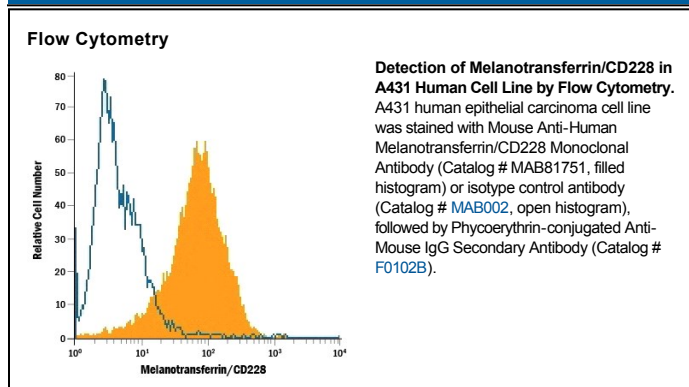 Flow Cytometry
80
70
60
50
40
30
20
10
0
Relative Cell Number
10⁰ 10¹ 10² 10³ 10⁴
Melanotransferrin/CD228
Detection of Melanotransferrin/CD228 in
A431 Human Cell Line by Flow Cytometry.
A431 human epithelial carcinoma cell line
was stained with Mouse Anti-Human
Melanotransferrin/CD228 Monoclonal
Antibody (Catalog # MAB81751, filled
histogram) or isotype control antibody
(Catalog # MAB002, open histogram),
followed by Phycoerythrin-conjugated Anti-
Mouse IgG Secondary Antibody (Catalog #
F0102B).